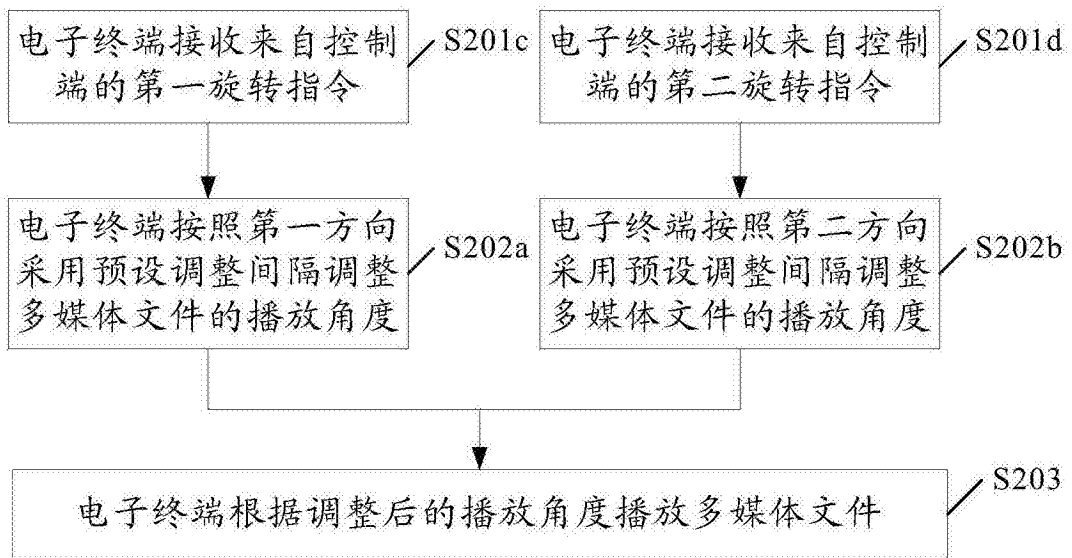 电子终端接收来自控制
端的第一旋转指令
S201c
电子终端接收来自控制
端的第二旋转指令
S201d
电子终端按照第一方向
采用预设调整间隔调整
多媒体文件的播放角度
S202a
电子终端按照第二方向
采用预设调整间隔调整
多媒体文件的播放角度
S202b
电子终端根据调整后的播放角度播放多媒体文件
S203